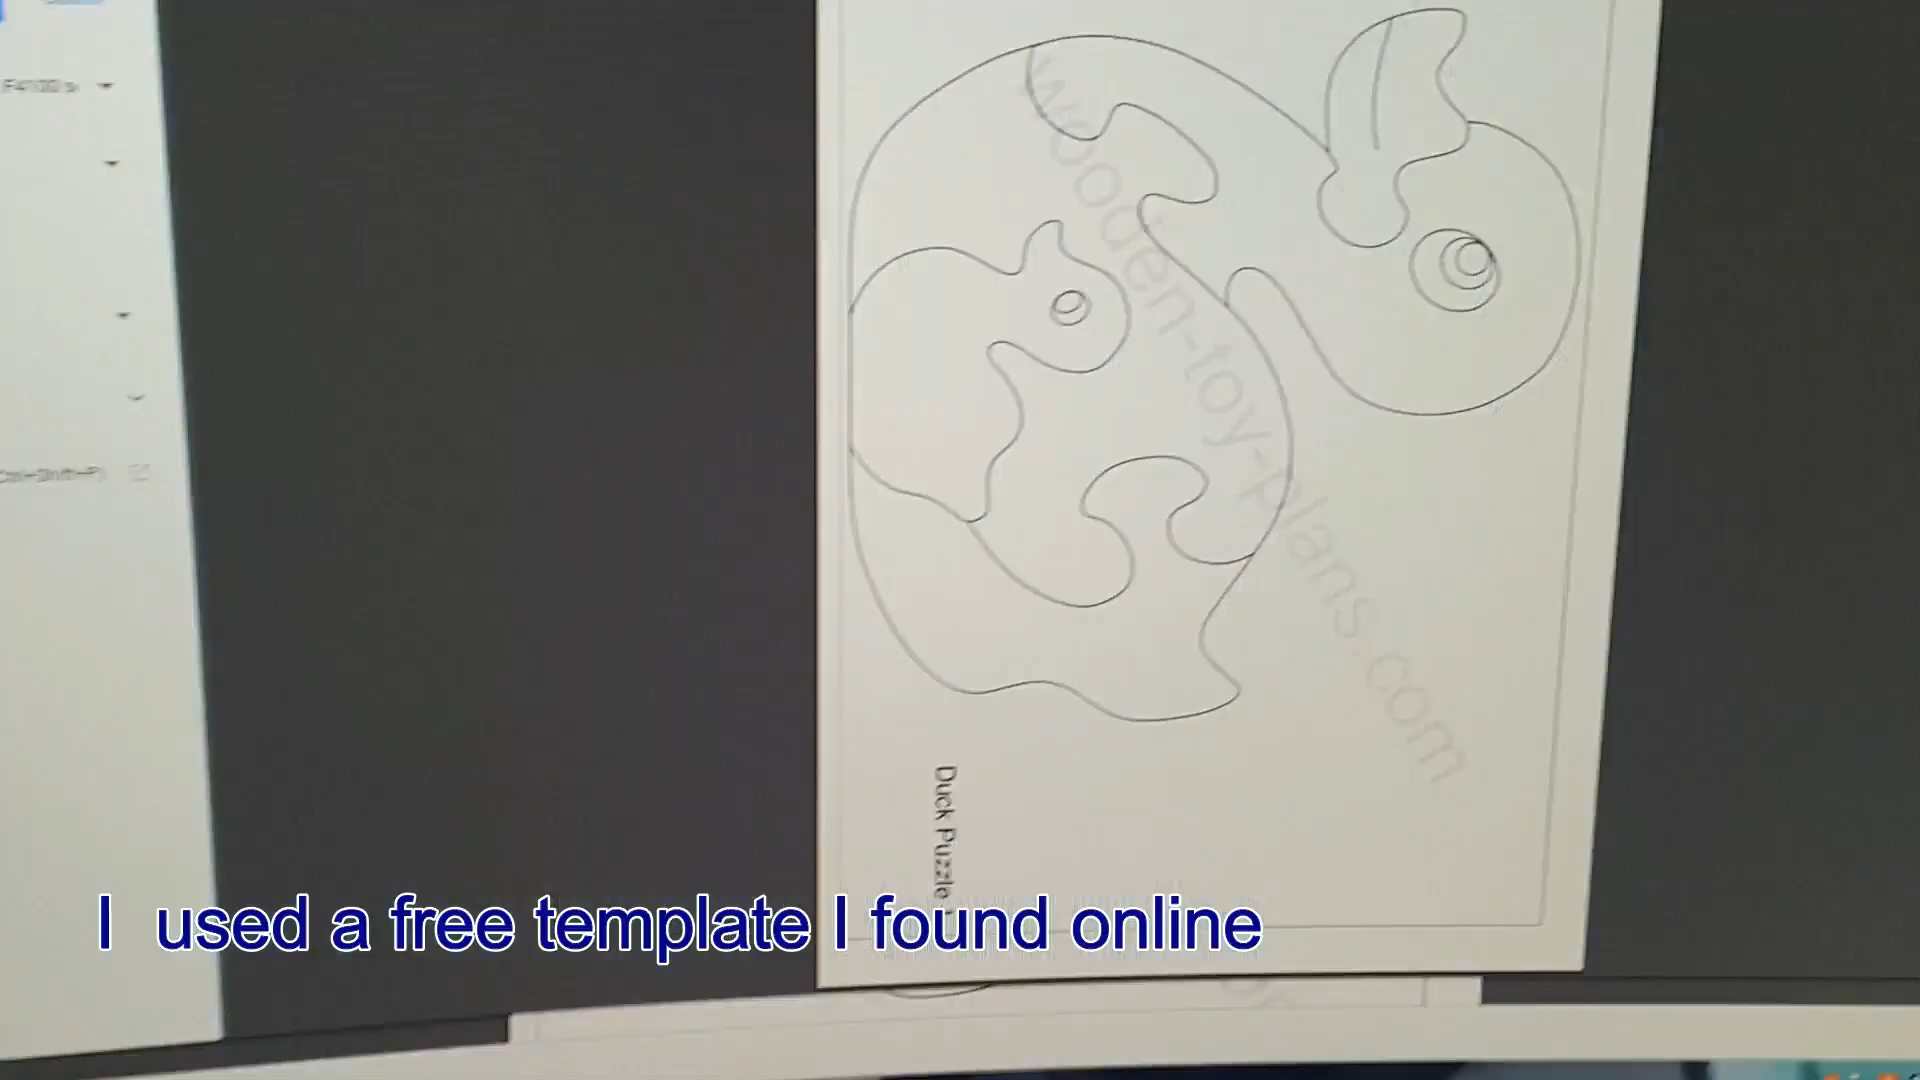 wooden-toy-plans.com
Duck Puzzle
I used a free template I found online